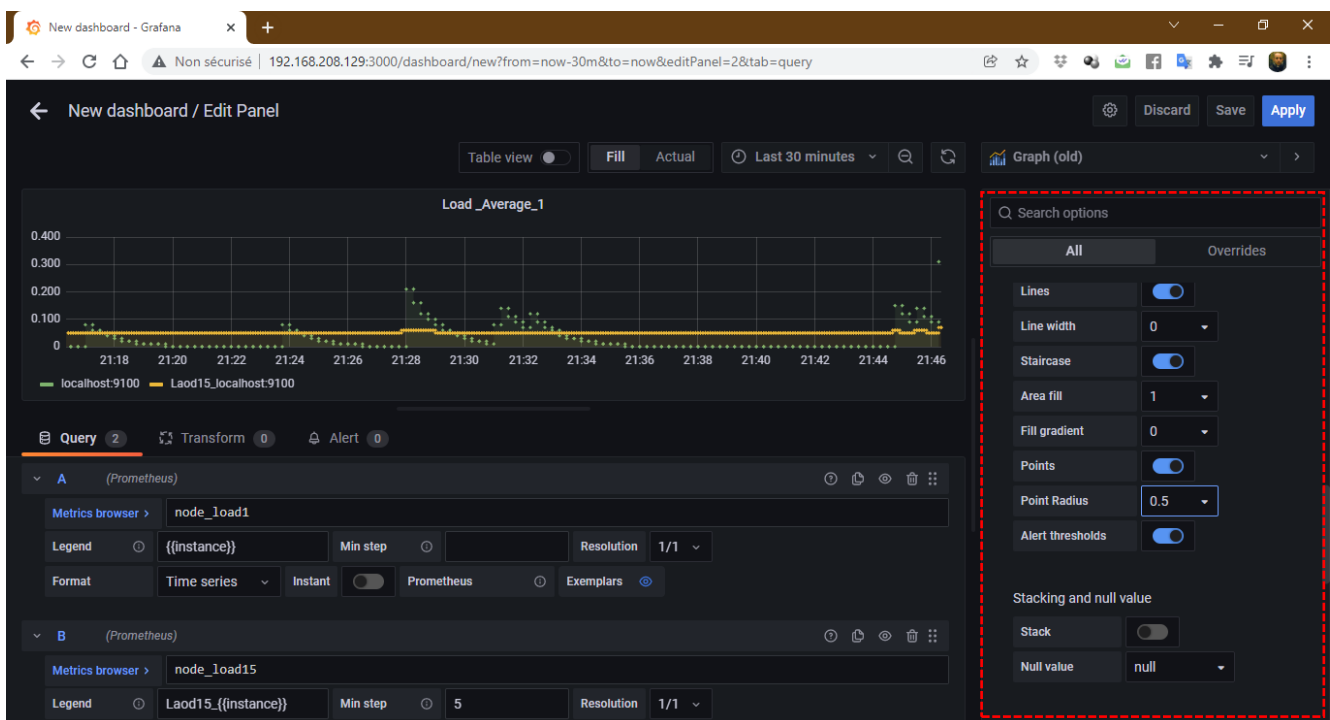 New dashboard - Grafana
Non sécurisé | 192.168.208.129:3000/dashboard/new?from=now-30m&to=now&editPanel=2&tab=query
New dashboard / Edit Panel
Discard Save Apply
Table view Fill Actual Last 30 minutes Graph (old)
Load _Average_1
0.400
0.300
0.200
0.100
0
21:18 21:20 21:22 21:24 21:26 21:28 21:30 21:32 21:34 21:36 21:38 21:40 21:42 21:44 21:46
localhost:9100 Laod15_localhost:9100
Query 2 Transform 0 Alert 0
A (Prometheus)
Metrics browser > node_load1
Legend {{instance}} Min step Resolution 1/1
Format Time series Instant Prometheus Exemplars
B (Prometheus)
Metrics browser > node_load15
Legend Laod15_{{instance}} Min step 5 Resolution 1/1
Search options
All Overrides
Lines
Line width 0
Staircase
Area fill 1
Fill gradient 0
Points
Point Radius 0.5
Alert thresholds
Stacking and null value
Stack
Null value null